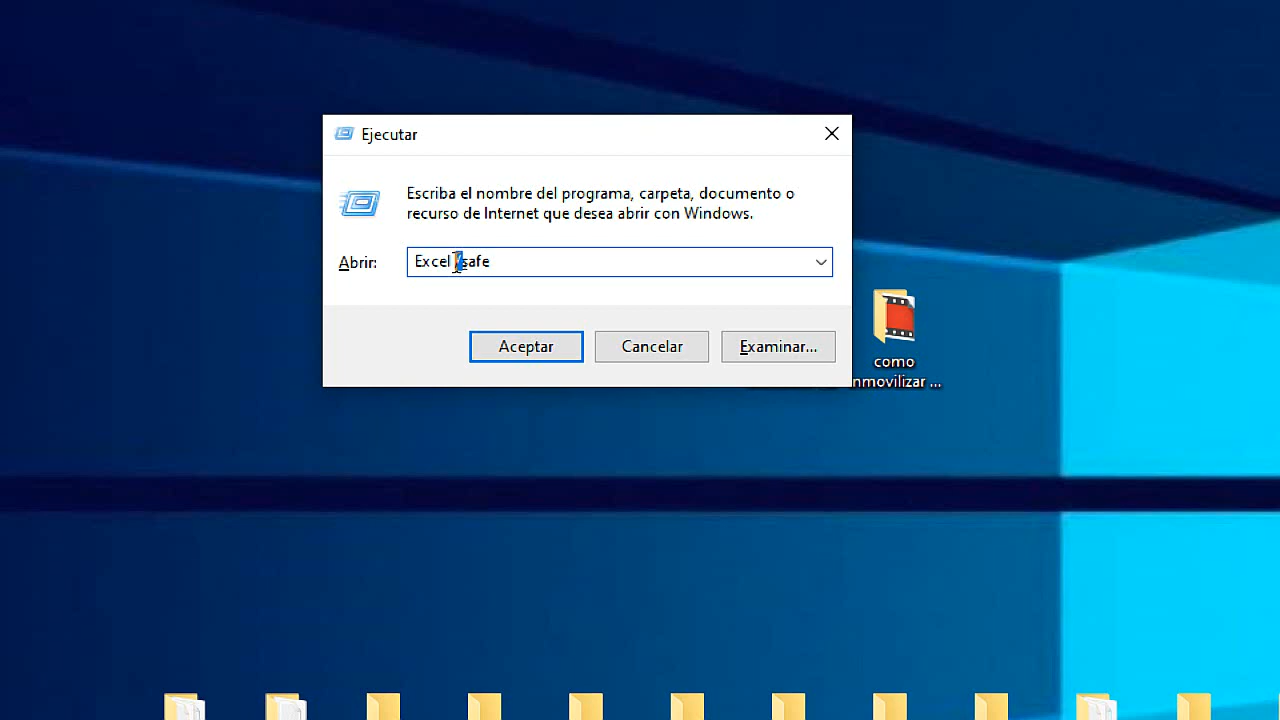 Ejecutar
Escriba el nombre del programa, carpeta, documento o
recurso de Internet que desea abrir con Windows.
Abrir:
Excel /safe
Aceptar
Cancelar
Examinar...
como
nmovilizar ...